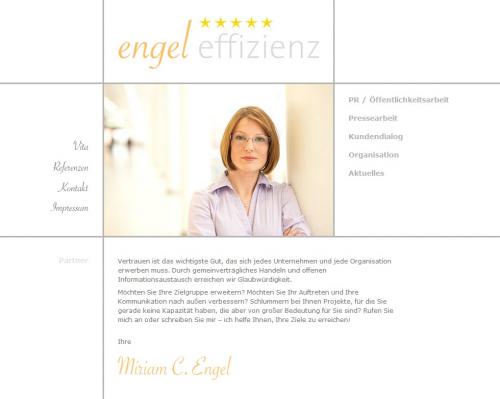 engel effizienz
Vita
Referenzen
Kontakt
Impressum
PR / Öffentlichkeitsarbeit
Pressearbeit
Kundendialog
Organisation
Aktuelles
Partner
Vertrauen ist das wichtigste Gut, das sich jedes Unternehmen und jede Organisation
erwerben muss. Durch gemeinverträgliches Handeln und offenen
Informationsaustausch erreichen wir Glaubwürdigkeit.
Möchten Sie Ihre Zielgruppe erweitern? Möchten Sie Ihr Auftreten und Ihre
Kommunikation nach außen verbessern? Schlummern bei Ihnen Projekte, für die Sie
gerade keine Kapazität haben, die aber von großer Bedeutung für Sie sind? Rufen Sie
mich an oder schreiben Sie mir – ich helfe Ihnen, Ihre Ziele zu erreichen!
Ihre
Miriam C. Engel